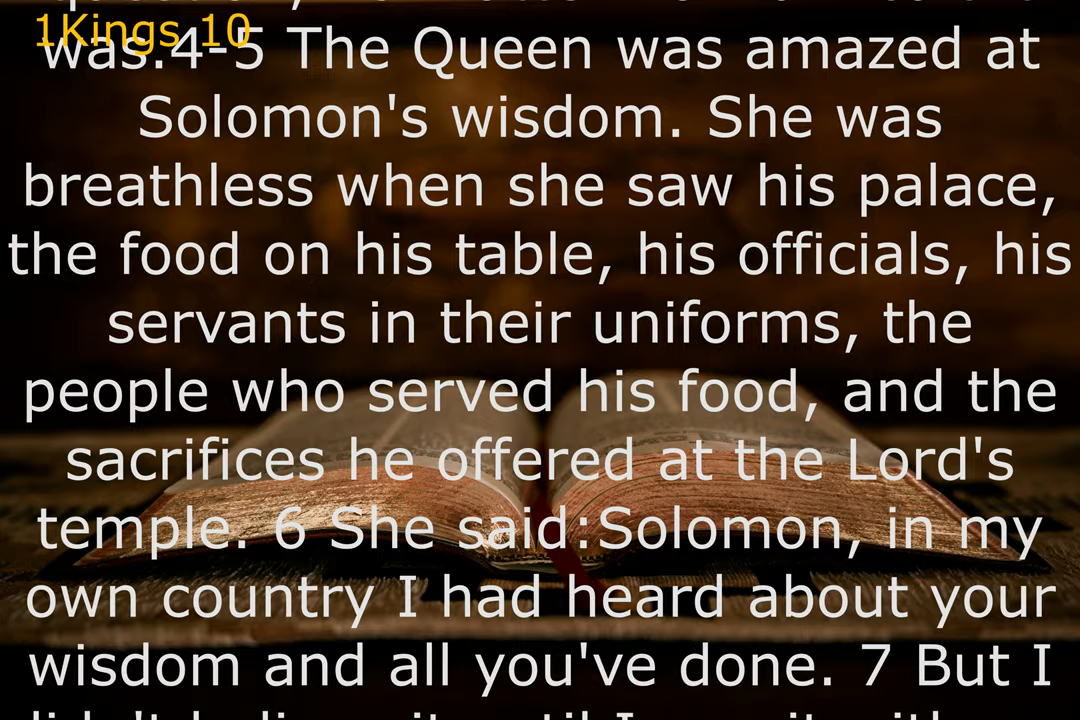 1Kings 10
was.4-5 The Queen was amazed at
Solomon's wisdom. She was
breathless when she saw his palace,
the food on his table, his officials, his
servants in their uniforms, the
people who served his food, and the
sacrifices he offered at the Lord's
temple. 6 She said:Solomon, in my
own country I had heard about your
wisdom and all you've done. 7 But I